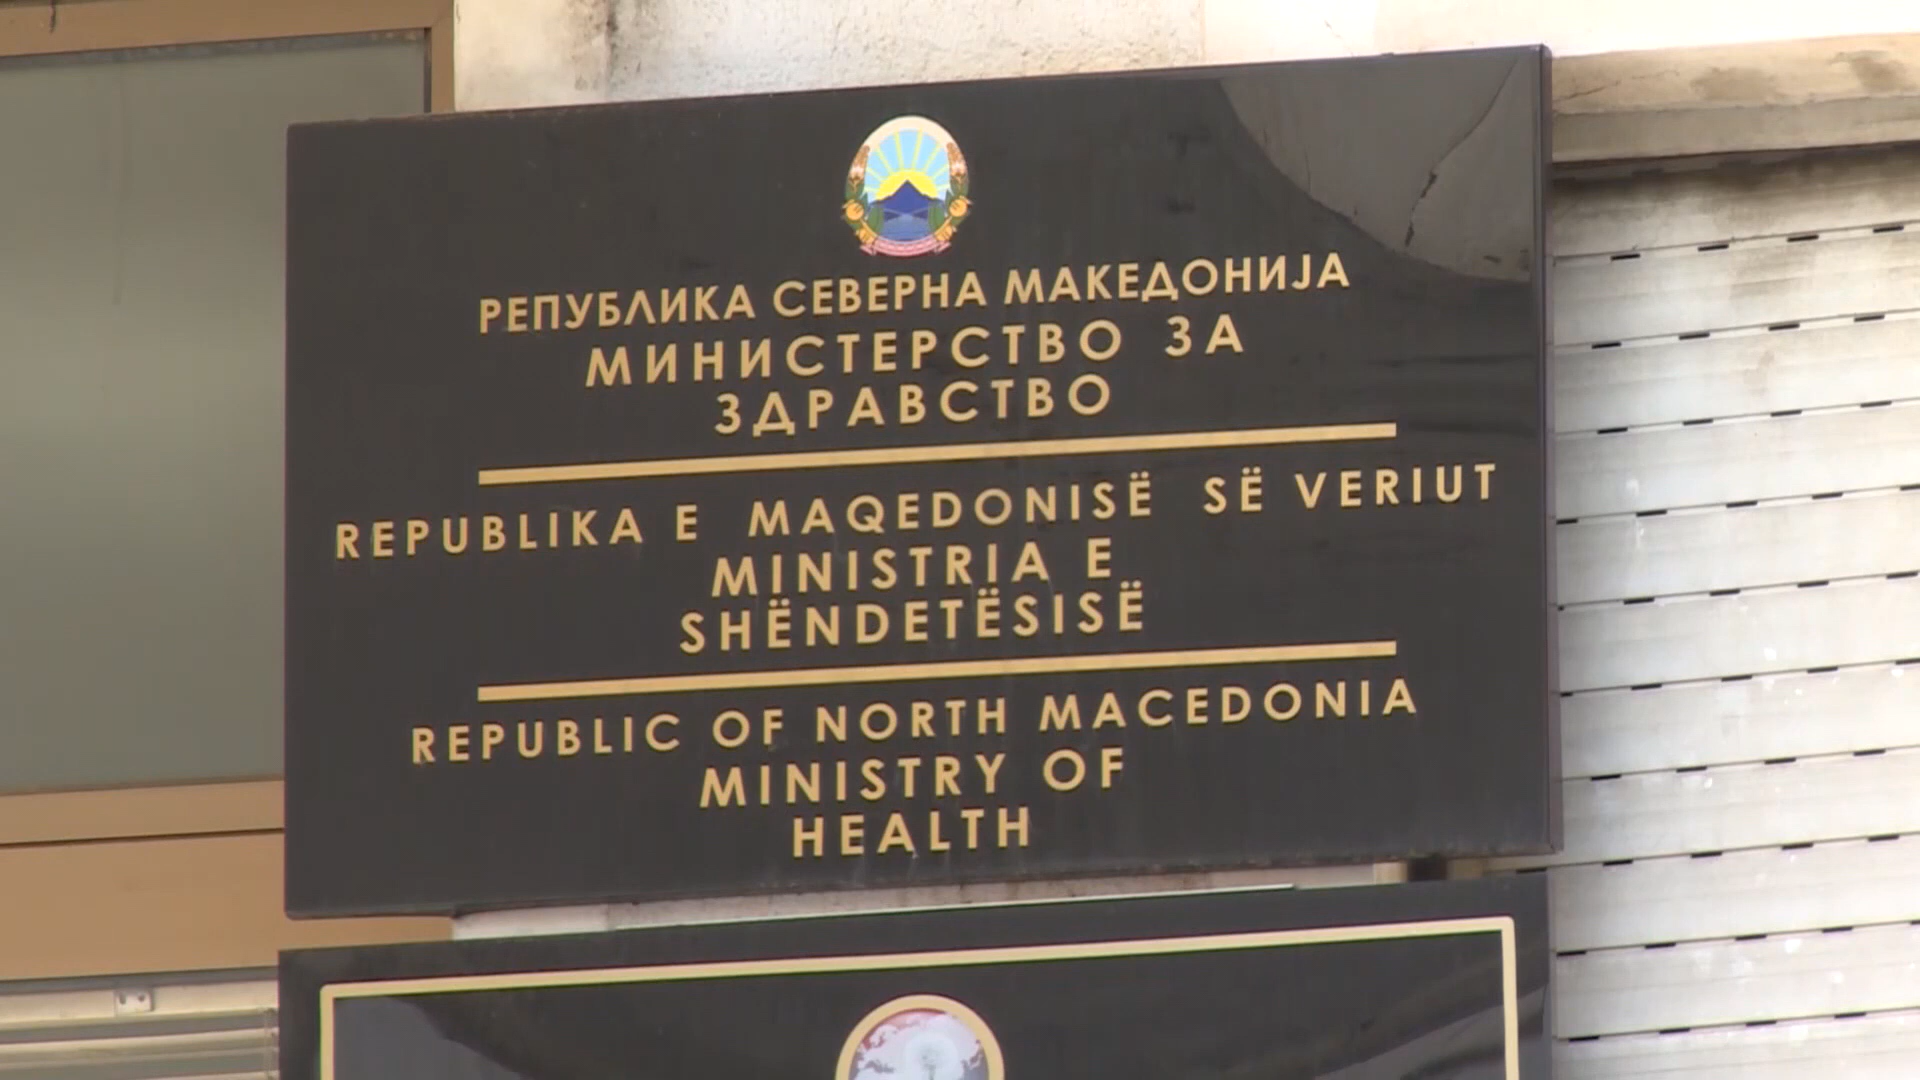 РЕПУБЛИКА СЕВЕРНА МАКЕДОНИЈА
МИНИСТЕРСТВО ЗА
ЗДРАВСТВО
REPUBLIKA E MAQEDONISË SË VERIUT
MINISTRIA E
SHËNDETËSISË
REPUBLIC OF NORTH MACEDONIA
MINISTRY OF
HEALTH